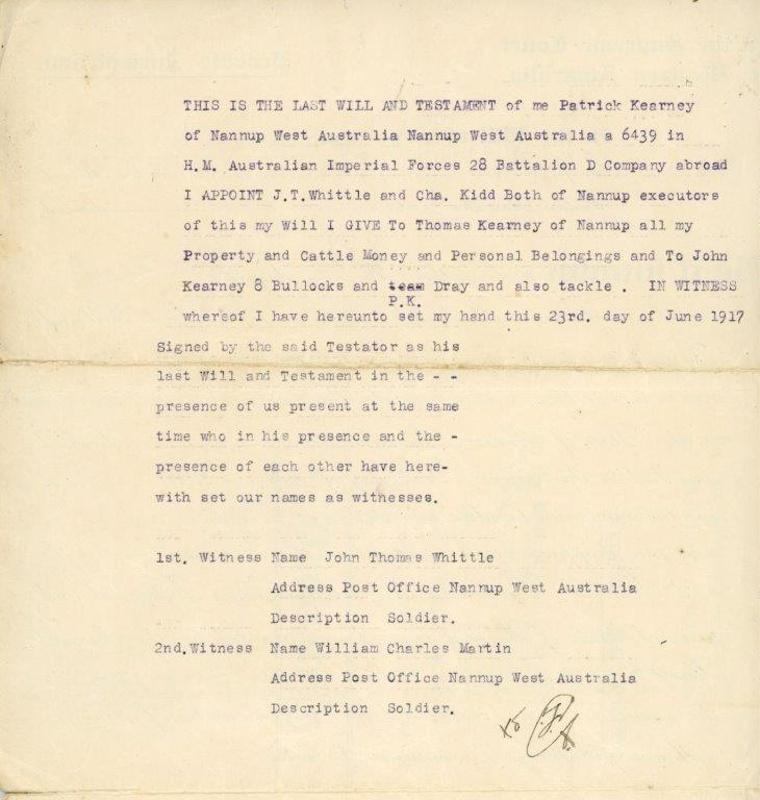 THIS IS THE LAST WILL AND TESTAMENT of me Patrick Kearney
of Nannup West Australia Nannup West Australia a 6439 in
H.M. Australian Imperial Forces 28 Battalion D Company abroad
I APPOINT J.T.Whittle and Cha. Kidd Both of Nannup executors
of this my Will I GIVE To Thomas Kearney of Nannup all my
Property and Cattle Money and Personal Belongings and To John
Kearney 8 Bullocks and team Dray and also tackle . IN WITNESS
P.K.
whereof I have hereunto set my hand this 23rd. day of June 1917
Signed by the said Testator as his
last Will and Testament in the - -
presence of us present at the same
time who in his presence and the -
presence of each other have here-
with set our names as witnesses.
1st. Witness Name John Thomas Whittle
Address Post Office Nannup West Australia
Description Soldier.
2nd.Witness Name William Charles Martin
Address Post Office Nannup West Australia
Description Soldier.